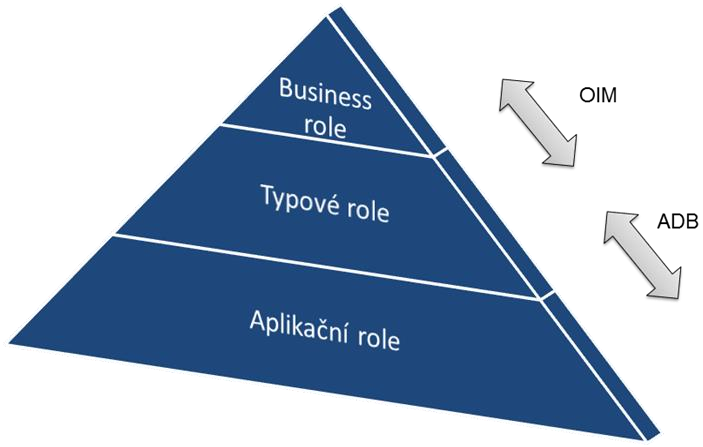 Business
role
OIM
Typové role
ADB
Aplikační role